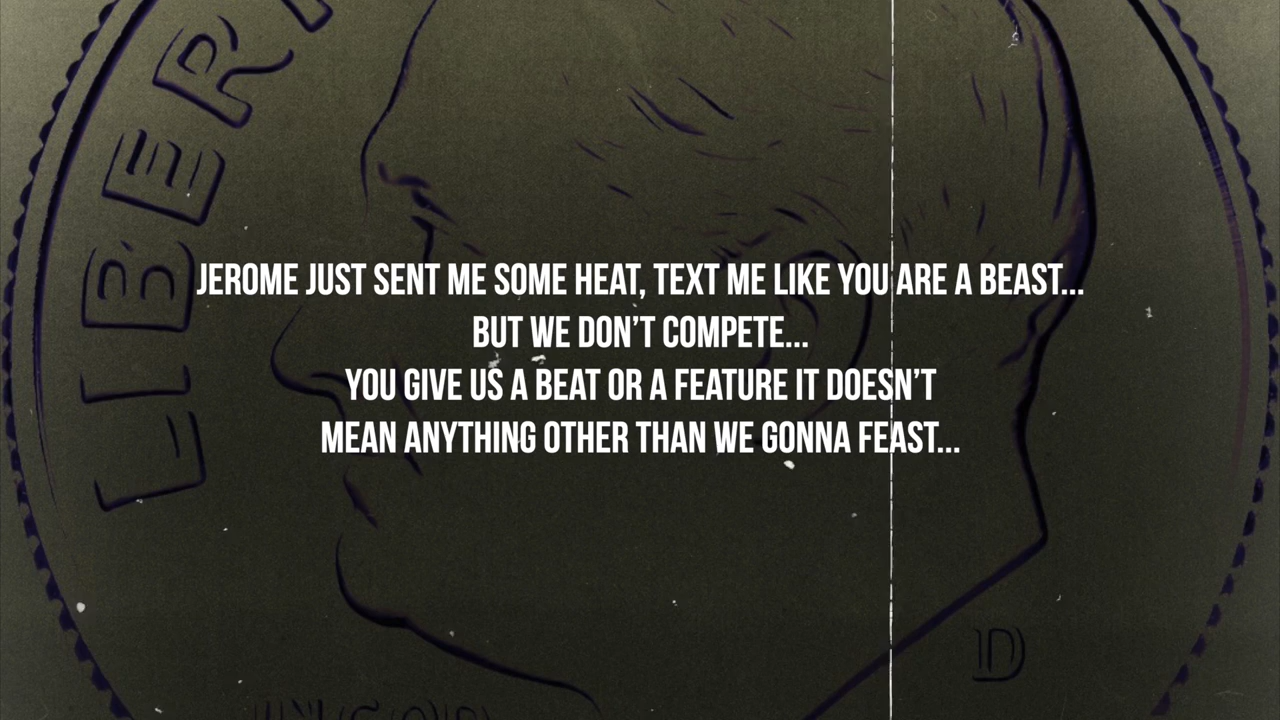 LIBER
JEROME JUST SENT ME SOME HEAT, TEXT ME LIKE YOU ARE A BEAST...
BUT WE DON’T COMPETE...
YOU GIVE US A BEAT OR A FEATURE IT DOESN’T
MEAN ANYTHING OTHER THAN WE GONNA FEAST...
D